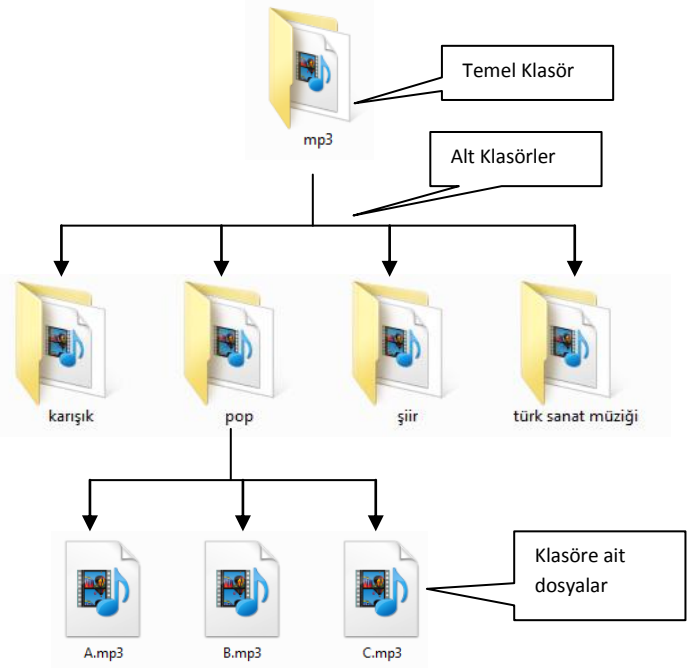 Temel Klasör
mp3
Alt Klasörler
karışık
pop
şiir
türk sanat müziği
Klasöre ait
dosyalar
A.mp3
B.mp3
C.mp3